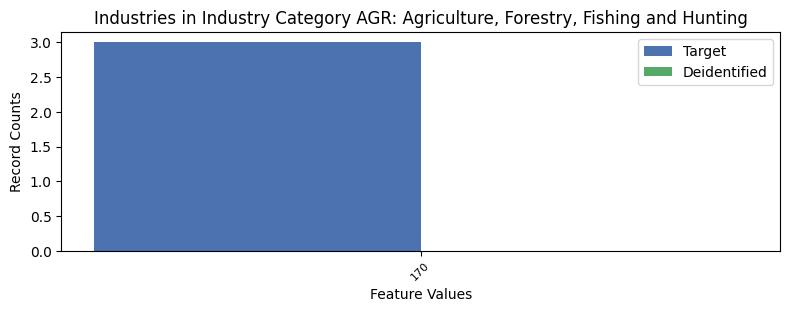 Industries in Industry Category AGR: Agriculture, Forestry, Fishing and Hunting
Target
Deidentified
Record Counts
3.0
2.5
2.0
1.5
1.0
0.5
0.0
170
Feature Values